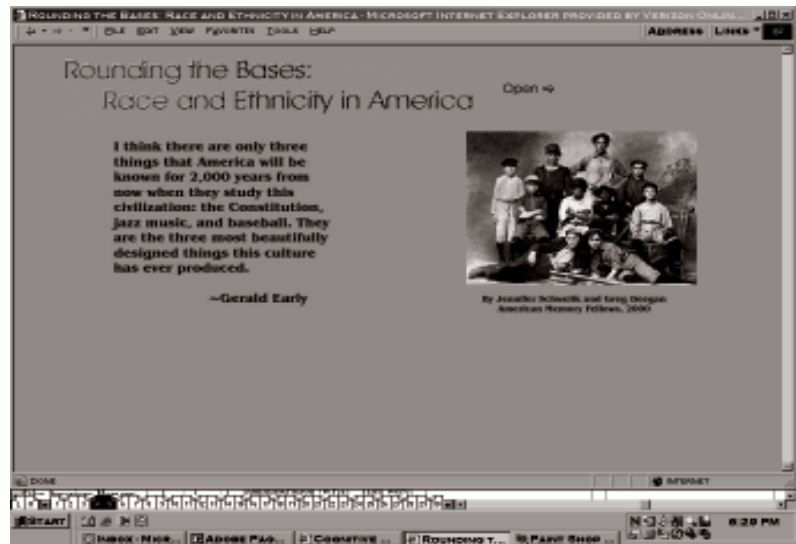 ROUNDING THE BASES: RACE AND ETHNICITY IN AMERICA - MICROSOFT INTERNET EXPLORER PROVIDED BY VERIZON ONLIN...
FILE EDIT VIEW FAVORITES TOOLS HELP
ADDRESS LINKS
Rounding the Bases:
Race and Ethnicity in America
Open
I think there are only three
things that America will be
known for 2,000 years from
now when they study this
civilization: the Constitution,
jazz music, and baseball. They
are the three most beautifully
designed things this culture
has ever produced.
~Gerald Early
By Jennifer Schwelik and Greg Deegan
American Memory Fellows, 2000
DONE
INTERNET
START
6:29 PM
INBOX - MICR... ADOBE PAG... COGNITIVE ... ROUNDING T... PAINT SHOP ...